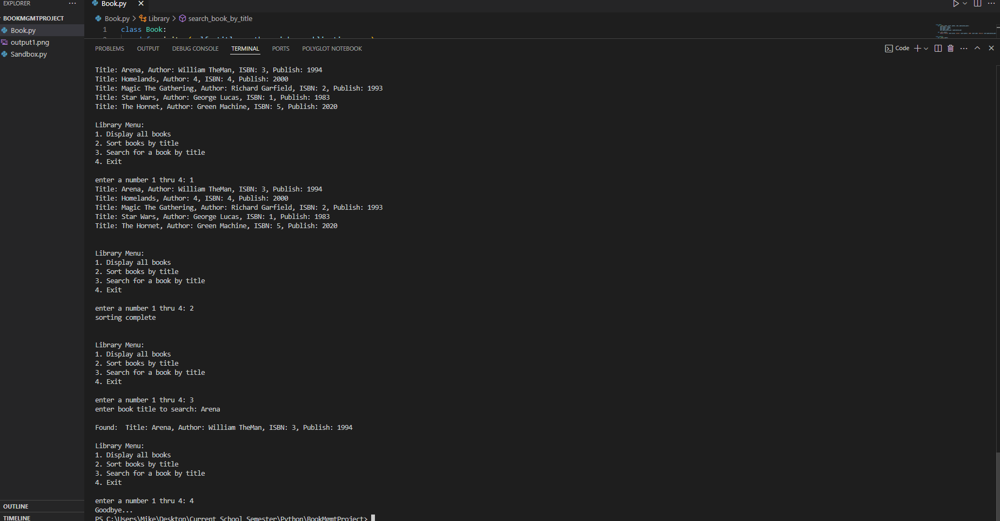 EXPLORER
BOOKMGMTPROJECT
Book.py
output1.png
Sandbox.py
OUTLINE
TIMELINE
Book.py
Book.py > Library > search_book_by_title
1 class Book:
PROBLEMS OUTPUT DEBUG CONSOLE TERMINAL PORTS POLYGLOT NOTEBOOK
Code
Title: Arena, Author: William TheMan, ISBN: 3, Publish: 1994
Title: Homelands, Author: 4, ISBN: 4, Publish: 2000
Title: Magic The Gathering, Author: Richard Garfield, ISBN: 2, Publish: 1993
Title: Star Wars, Author: George Lucas, ISBN: 1, Publish: 1983
Title: The Hornet, Author: Green Machine, ISBN: 5, Publish: 2020
Library Menu:
1. Display all books
2. Sort books by title
3. Search for a book by title
4. Exit
enter a number 1 thru 4: 1
Title: Arena, Author: William TheMan, ISBN: 3, Publish: 1994
Title: Homelands, Author: 4, ISBN: 4, Publish: 2000
Title: Magic The Gathering, Author: Richard Garfield, ISBN: 2, Publish: 1993
Title: Star Wars, Author: George Lucas, ISBN: 1, Publish: 1983
Title: The Hornet, Author: Green Machine, ISBN: 5, Publish: 2020
Library Menu:
1. Display all books
2. Sort books by title
3. Search for a book by title
4. Exit
enter a number 1 thru 4: 2
sorting complete
Library Menu:
1. Display all books
2. Sort books by title
3. Search for a book by title
4. Exit
enter a number 1 thru 4: 3
enter book title to search: Arena
Found:  Title: Arena, Author: William TheMan, ISBN: 3, Publish: 1994
Library Menu:
1. Display all books
2. Sort books by title
3. Search for a book by title
4. Exit
enter a number 1 thru 4: 4
Goodbye...
PS C:\Users\Mike\Desktop\Current School Semester\Python\BookMgmtProject>